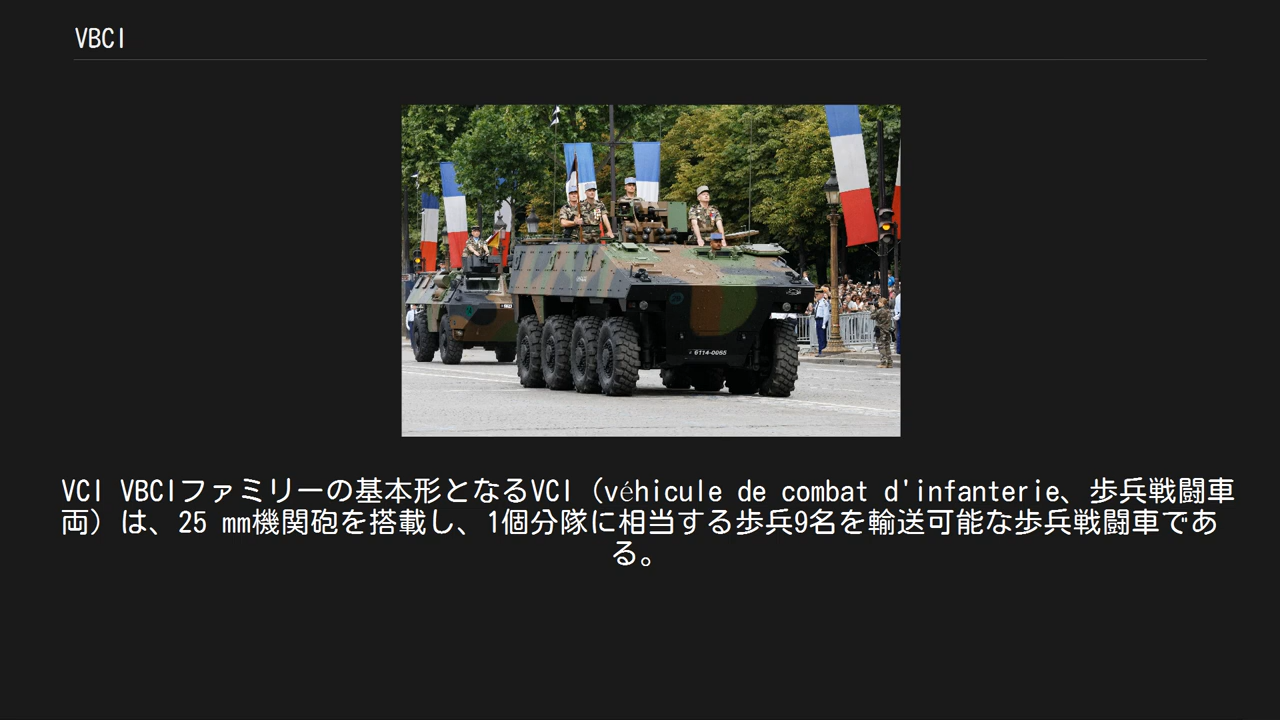 VBCI
6114-0065
VCI VBCIファミリーの基本形となるVCI（véhicule de combat d'infanterie、歩兵戦闘車
両）は、25 mm機関砲を搭載し、1個分隊に相当する歩兵9名を輸送可能な歩兵戦闘車であ
る。